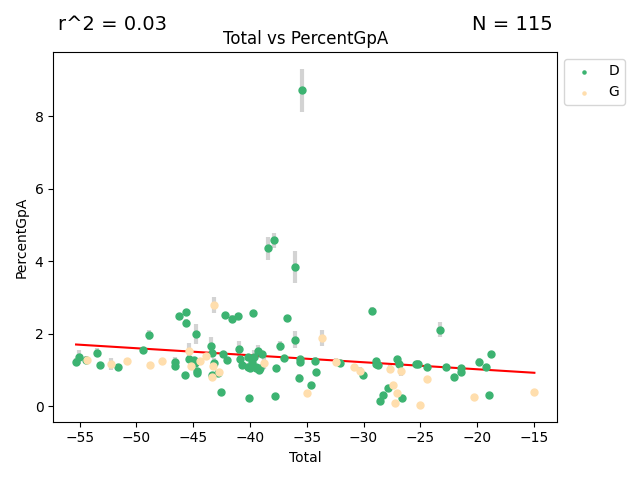 r^2 = 0.03
N = 115
Total vs PercentGpA
D
G
8
6
4
2
0
PercentGpA
−55 −50 −45 −40 −35 −30 −25 −20 −15
Total